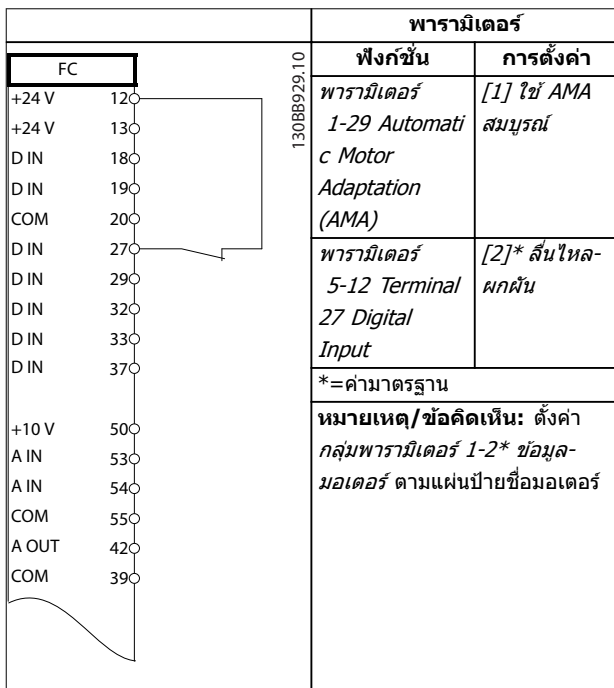 FC
+24 V 12
+24 V 13
D IN 18
D IN 19
COM 20
D IN 27
D IN 29
D IN 32
D IN 33
D IN 37
+10 V 50
A IN 53
A IN 54
COM 55
A OUT 42
COM 39
130BB929.10
พารามิเตอร์
ฟังก์ชั่น การตั้งค่า
พารามิเตอร์ [1] ใช้ AMA
1-29 Automati สมบูรณ์
c Motor
Adaptation
(AMA)
พารามิเตอร์ [2]* ลื่นไหล-
5-12 Terminal ผกผัน
27 Digital
Input
*=ค่ามาตรฐาน
หมายเหตุ/ข้อคิดเห็น: ตั้งค่า
กลุ่มพารามิเตอร์ 1-2* ข้อมูล-
มอเตอร์ ตามแผ่นป้ายชื่อมอเตอร์